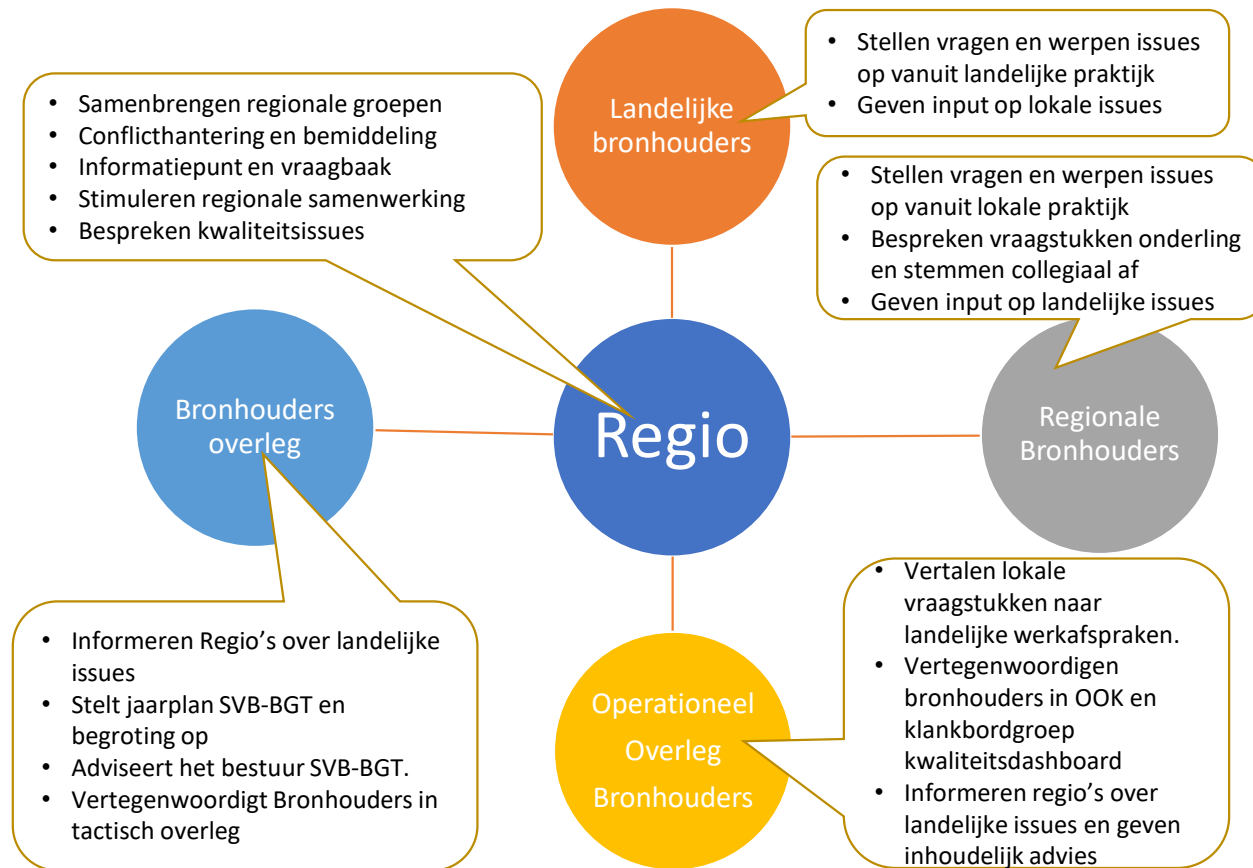 • Stellen vragen en werpen issues
op vanuit landelijke praktijk
• Geven input op lokale issues
Landelijke
bronhouders
• Samenbrengen regionale groepen
• Conflicthantering en bemiddeling
• Informatiepunt en vraagbaak
• Stimuleren regionale samenwerking
• Bespreken kwaliteitsissues
• Stellen vragen en werpen issues
op vanuit lokale praktijk
• Bespreken vraagstukken onderling
en stemmen collegiaal af
• Geven input op landelijke issues
Bronhouders
overleg
Regio
Regionale
Bronhouders
• Informeren Regio’s over landelijke
issues
• Stelt jaarplan SVB-BGT en
begroting op
• Adviseert het bestuur SVB-BGT.
• Vertegenwoordigt Bronhouders in
tactisch overleg
Operationeel
Overleg
Bronhouders
• Vertalen lokale
vraagstukken naar
landelijke werkafspraken.
• Vertegenwoordigen
bronhouders in OOK en
klankbordgroep
kwaliteitsdashboard
• Informeren regio’s over
landelijke issues en geven
inhoudelijk advies